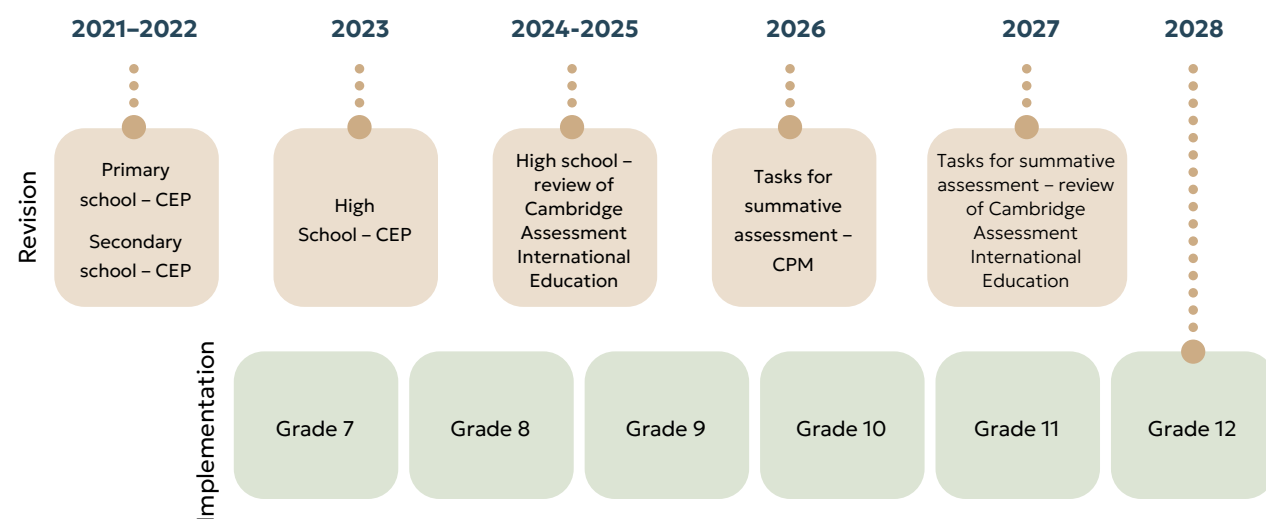 2021–2022
2023
2024-2025
2026
2027
2028
Revision
Primary
school – CEP
Secondary
school – CEP
High
School – CEP
High school –
review of
Cambridge
Assessment
International
Education
Tasks for
summative
assessment –
CPM
Tasks for summative
assessment – review
of Cambridge
Assessment
International
Education
Implementation
Grade 7
Grade 8
Grade 9
Grade 10
Grade 11
Grade 12